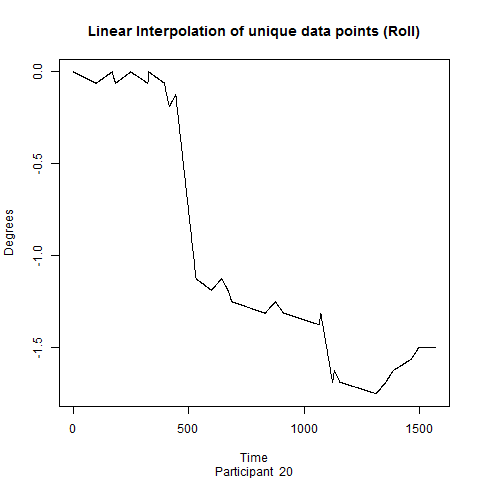 Linear Interpolation of unique data points (Roll)
0.0
-0.5
-1.0
-1.5
Degrees
0 500 1000 1500
Time
Participant 20